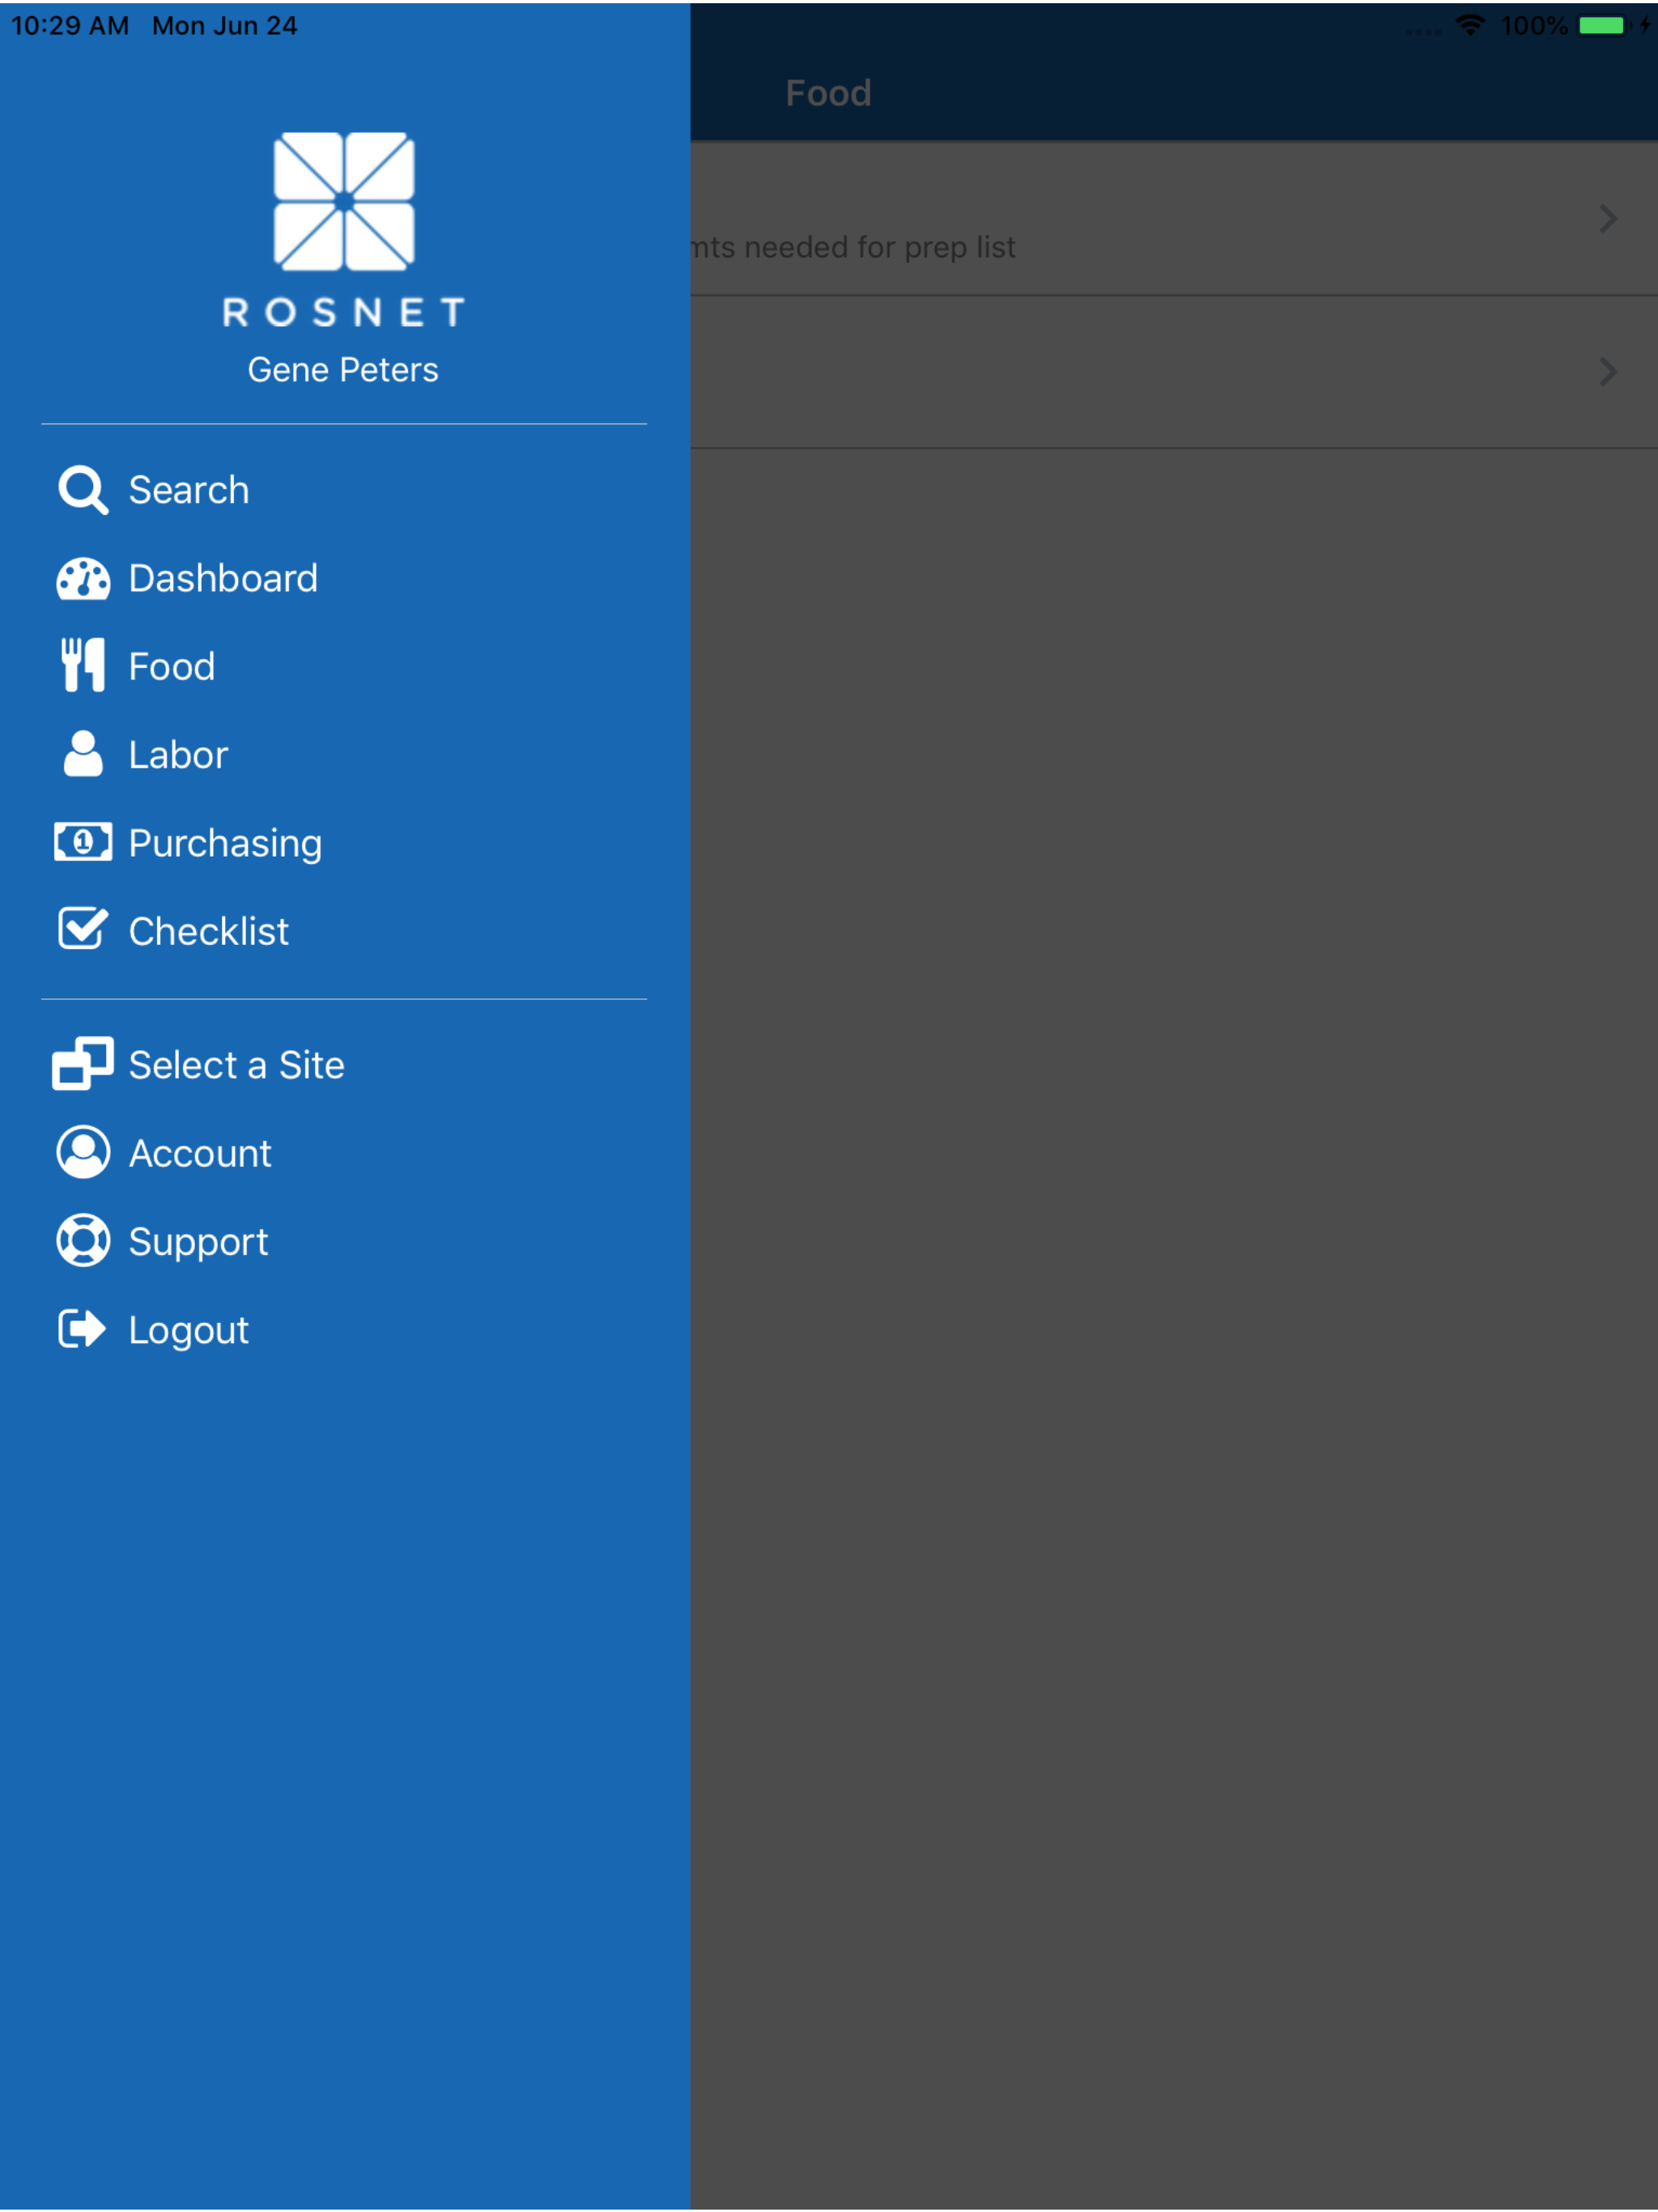 10:29 AM Mon Jun 24
100%
Food
ROSNET
Gene Peters
needed for prep list
Search
Dashboard
Food
Labor
1 Purchasing
Checklist
Select a Site
Account
Support
Logout